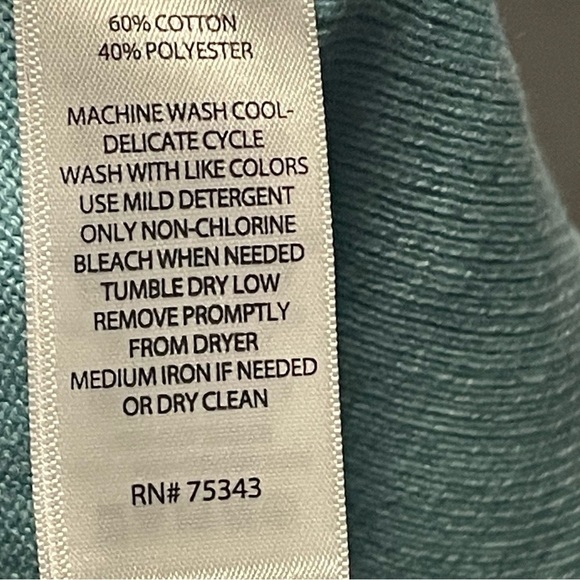 60% COTTON
40% POLYESTER
MACHINE WASH COOL-
DELICATE CYCLE
WASH WITH LIKE COLORS
USE MILD DETERGENT
ONLY NON-CHLORINE
BLEACH WHEN NEEDED
TUMBLE DRY LOW
REMOVE PROMPTLY
FROM DRYER
MEDIUM IRON IF NEEDED
OR DRY CLEAN
RN# 75343